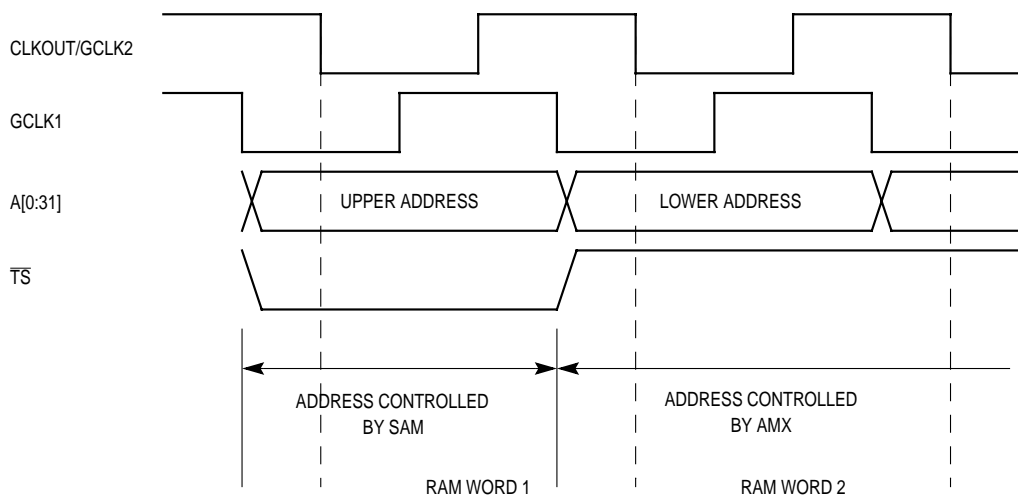 CLKOUT/GCLK2
GCLK1
A[0:31]
UPPER ADDRESS
LOWER ADDRESS
TS
ADDRESS CONTROLLED
BY SAM
ADDRESS CONTROLLED
BY AMX
RAM WORD 1
RAM WORD 2